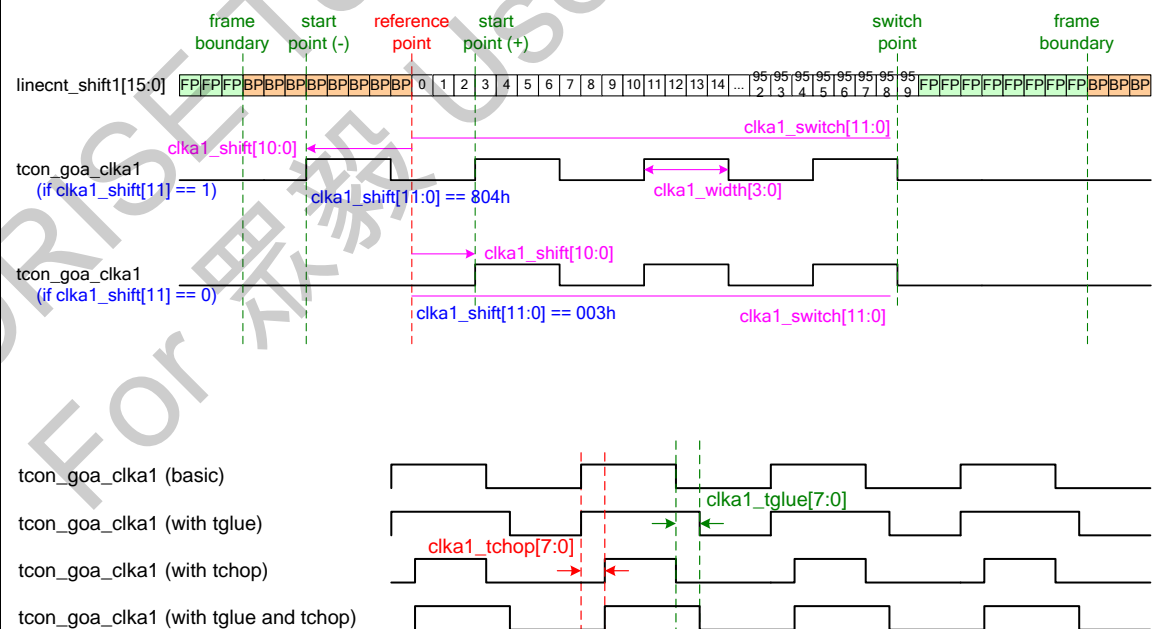 frame start reference start switch frame
boundary point (-) point point (+) point boundary
linecnt_shift1[15:0] FP FP FP BP BP BP BP BP BP BP BP 0 1 2 3 4 5 6 7 8 9 10 11 12 13 14 ... 952 953 954 955 956 957 958 959 FP FP FP FP FP FP FP FP BP BP BP
clka1_switch[11:0]
clka1_shift[10:0]
tcon_goa_clka1
(if clka1_shift[11] == 1)
clka1_shift[11:0] == 804h
clka1_width[3:0]
clka1_shift[10:0]
tcon_goa_clka1
(if clka1_shift[11] == 0)
clka1_shift[11:0] == 003h
clka1_switch[11:0]
tcon_goa_clka1 (basic)
clka1_tglue[7:0]
tcon_goa_clka1 (with tglue)
clka1_tchop[7:0]
tcon_goa_clka1 (with tchop)
tcon_goa_clka1 (with tglue and tchop)
ORISE
For 眾毅 Use